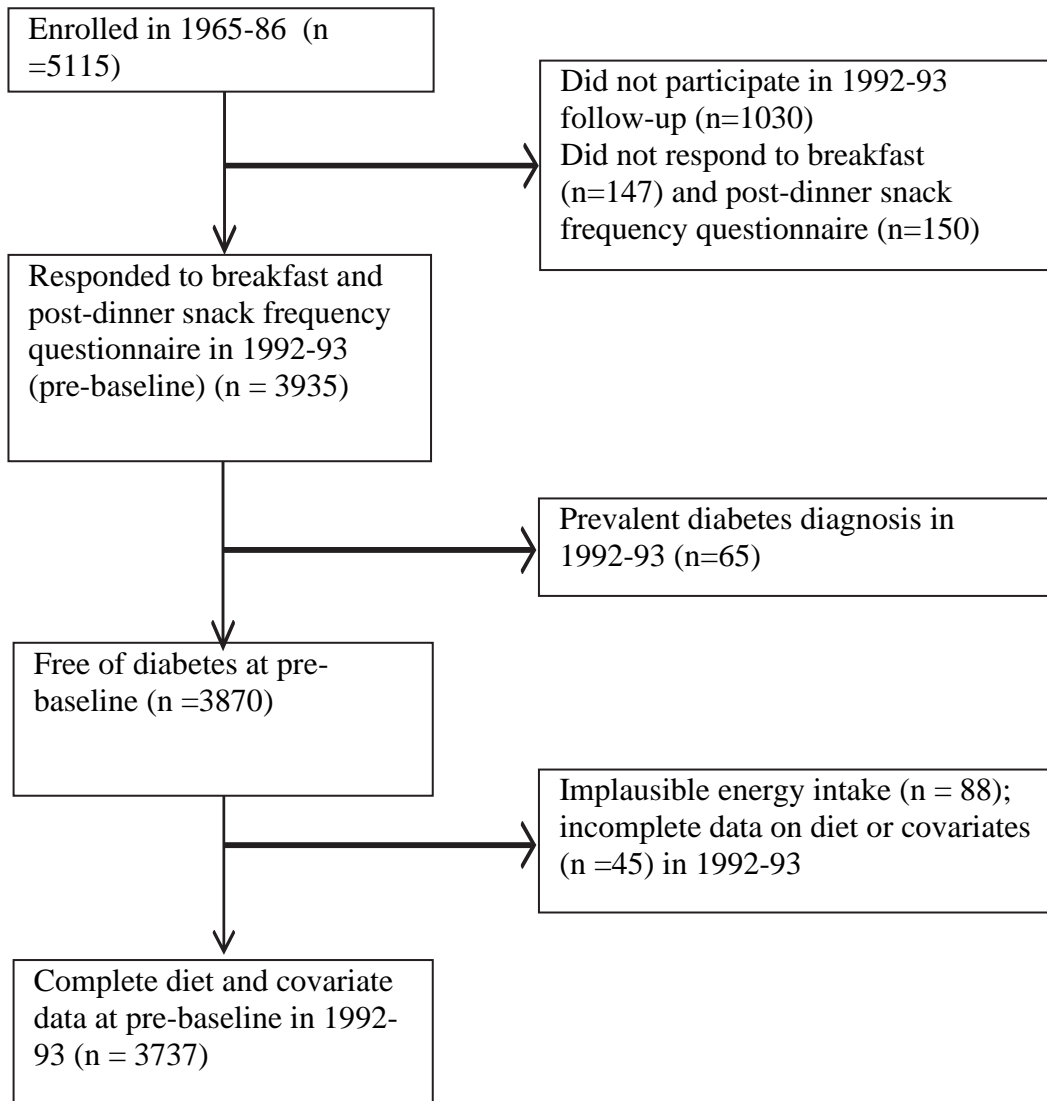 Enrolled in 1965-86 (n
=5115)
Did not participate in 1992-93
follow-up (n=1030)
Did not respond to breakfast
(n=147) and post-dinner snack
frequency questionnaire (n=150)
Responded to breakfast and
post-dinner snack frequency
questionnaire in 1992-93
(pre-baseline) (n = 3935)
Prevalent diabetes diagnosis in
1992-93 (n=65)
Free of diabetes at pre-
baseline (n =3870)
Implausible energy intake (n = 88);
incomplete data on diet or covariates
(n =45) in 1992-93
Complete diet and covariate
data at pre-baseline in 1992-
93 (n = 3737)